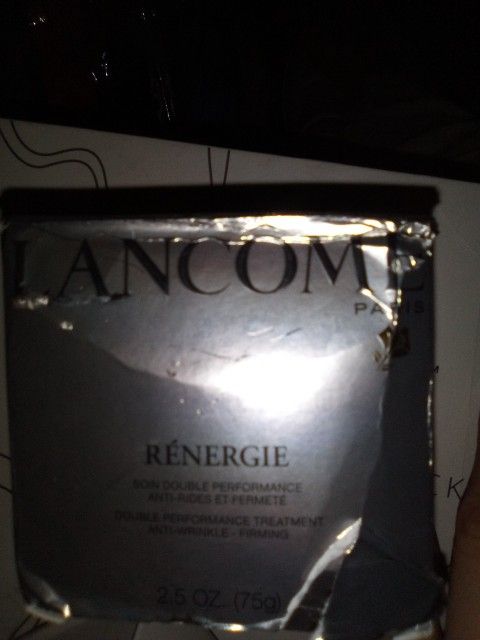 LANCOME
PARIS
RÉNERGIE
SOIN DOUBLE PERFORMANCE
ANTI-RIDES ET FERMETÉ
DOUBLE PERFORMANCE TREATMENT
ANTI-WRINKLE - FIRMING
2.5 OZ. (75g)
K